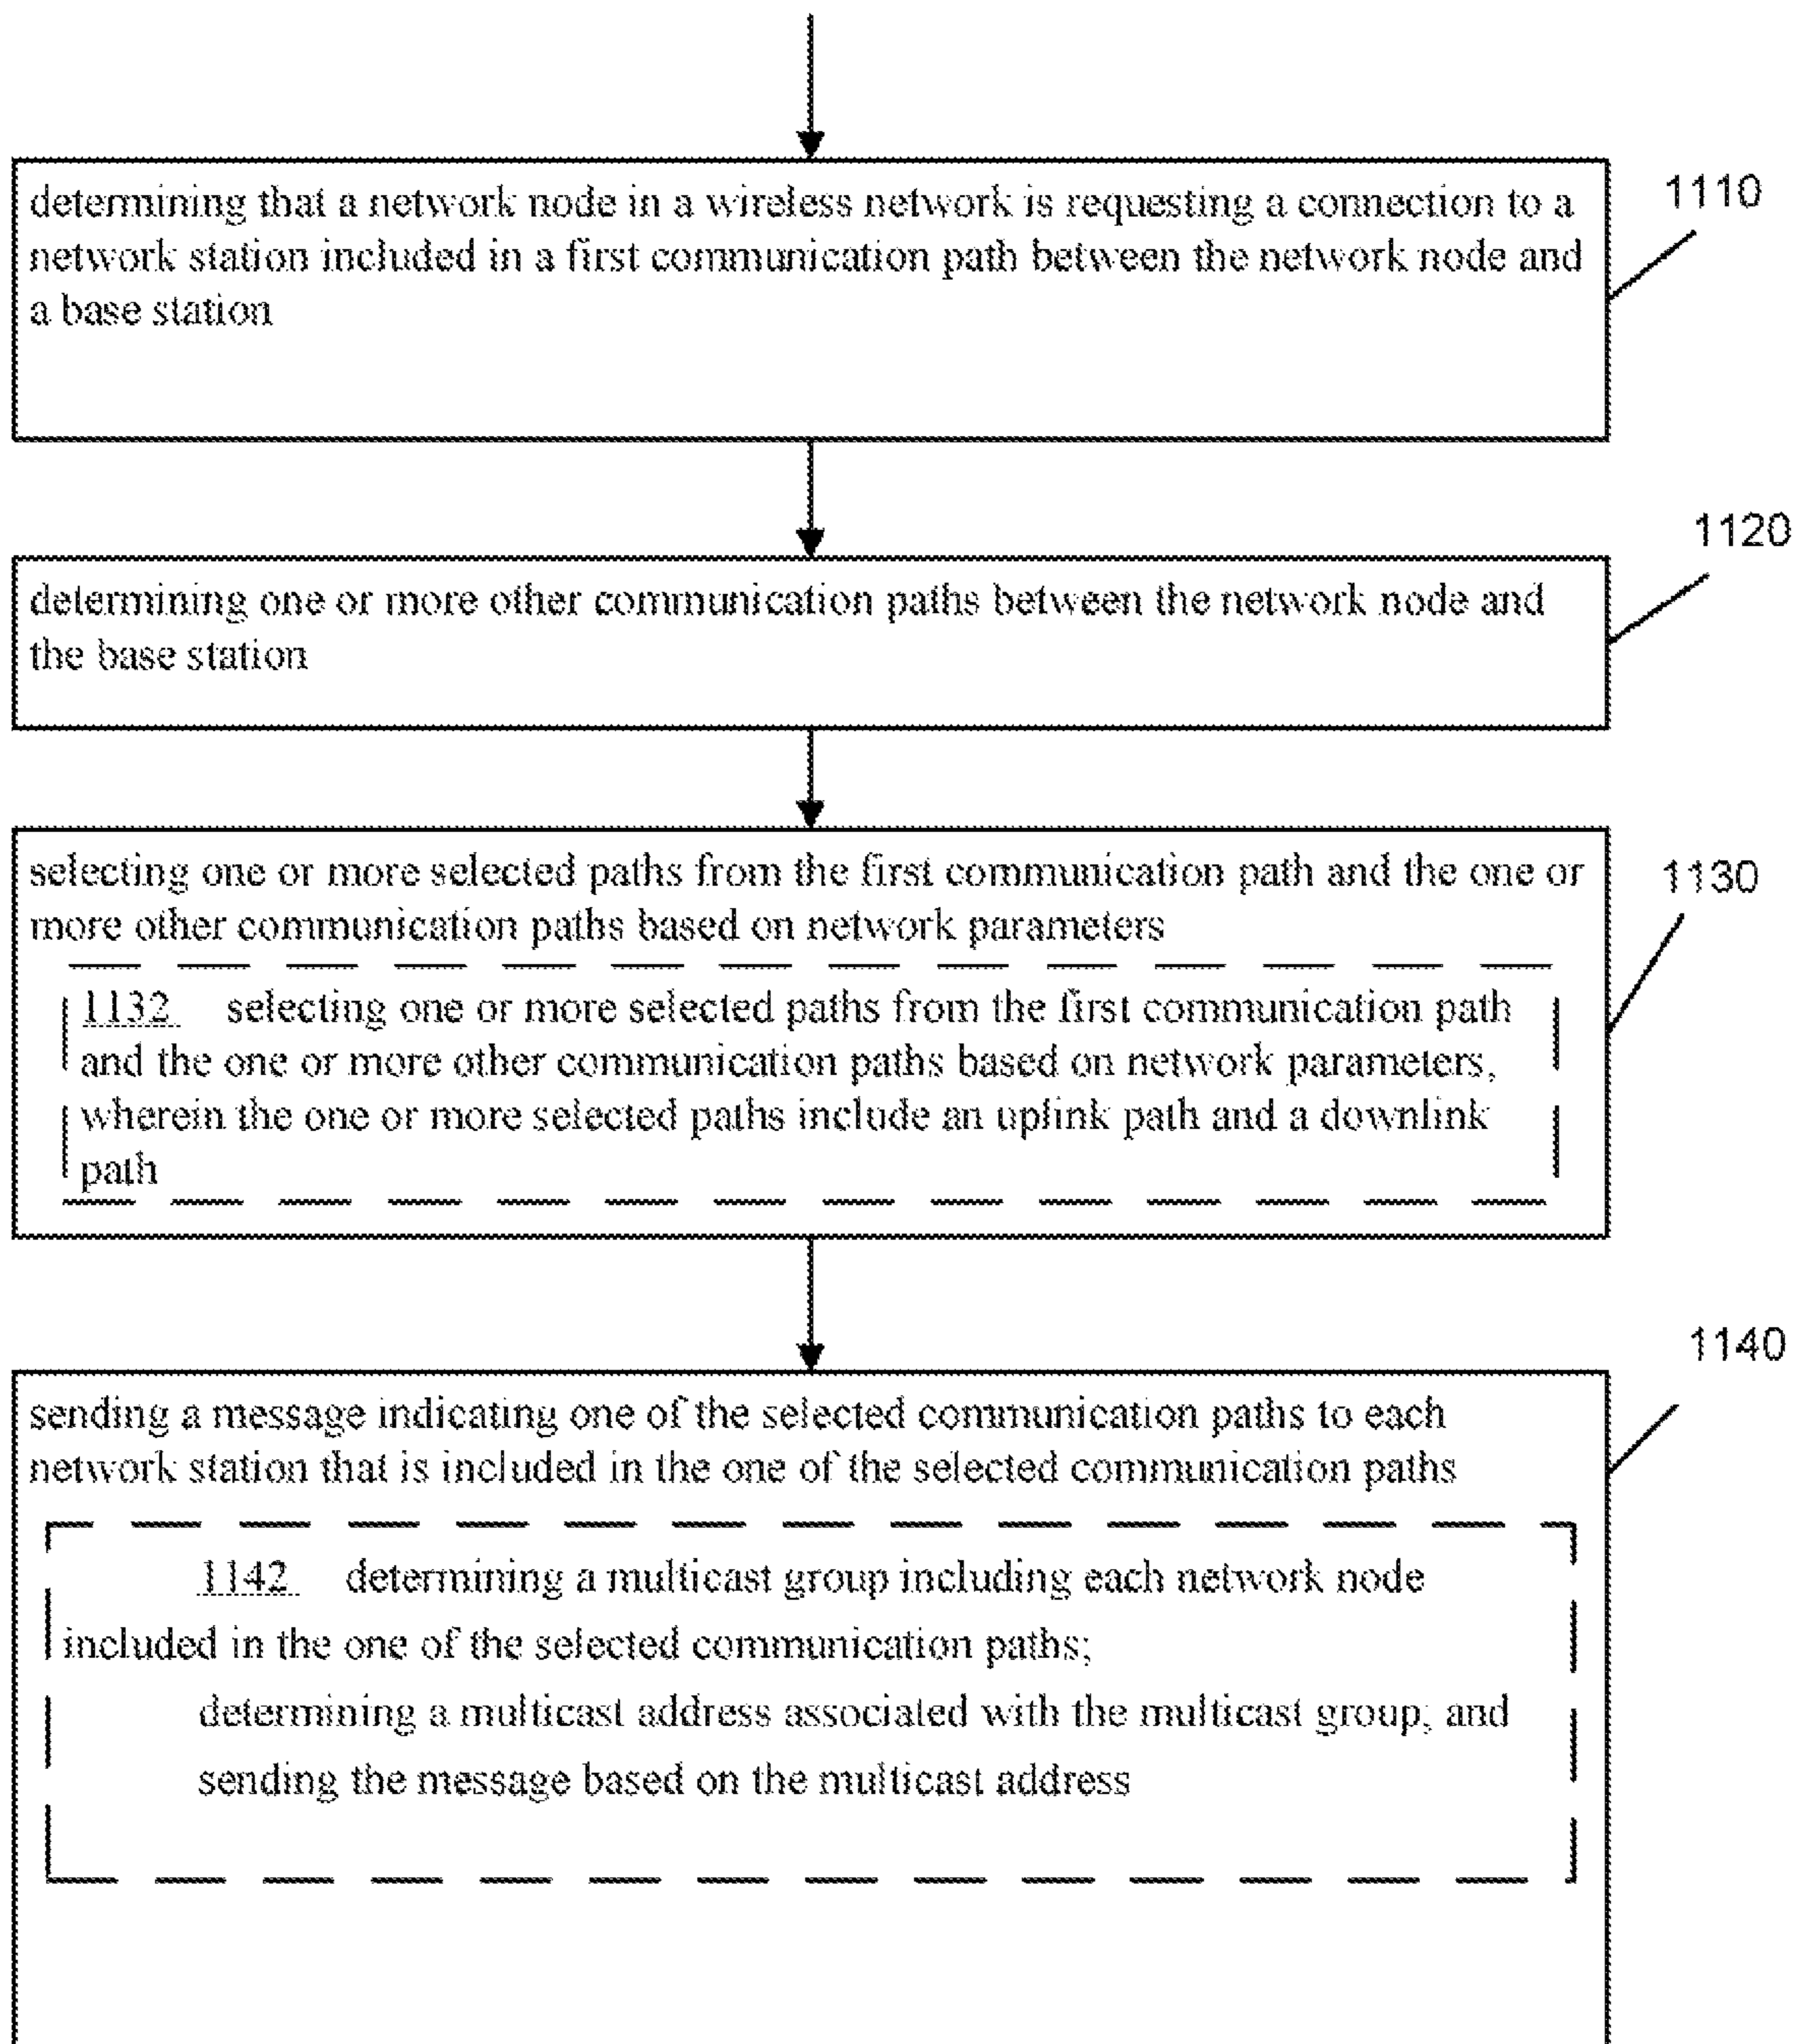 determining that a network node in a wireless network is requesting a connection to a
network station included in a first communication path between the network node and
a base station
1110
determining one or more other communication paths between the network node and
the base station
1120
selecting one or more selected paths from the first communication path and the one or
more other communication paths based on network parameters
1130
1132 selecting one or more selected paths from the first communication path
and the one or more other communication paths based on network parameters,
wherein the one or more selected paths include an uplink path and a downlink
path
1140
sending a message indicating one of the selected communication paths to each
network station that is included in the one of the selected communication paths
1142 determining a multicast group including each network node
included in the one of the selected communication paths;
determining a multicast address associated with the multicast group; and
sending the message based on the multicast address